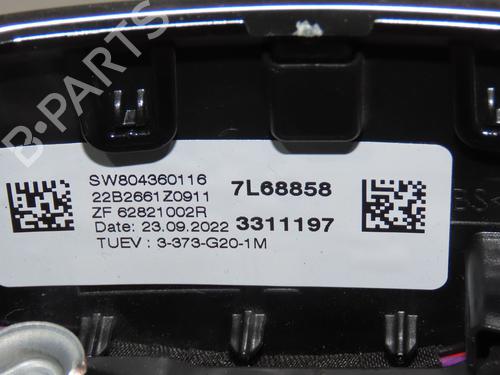 B-PARTS
SW804360116 7L68858
22B2661Z0911
ZF 62821002R
Date: 23.09.2022 3311197
TUEV : 3-373-G20-1M